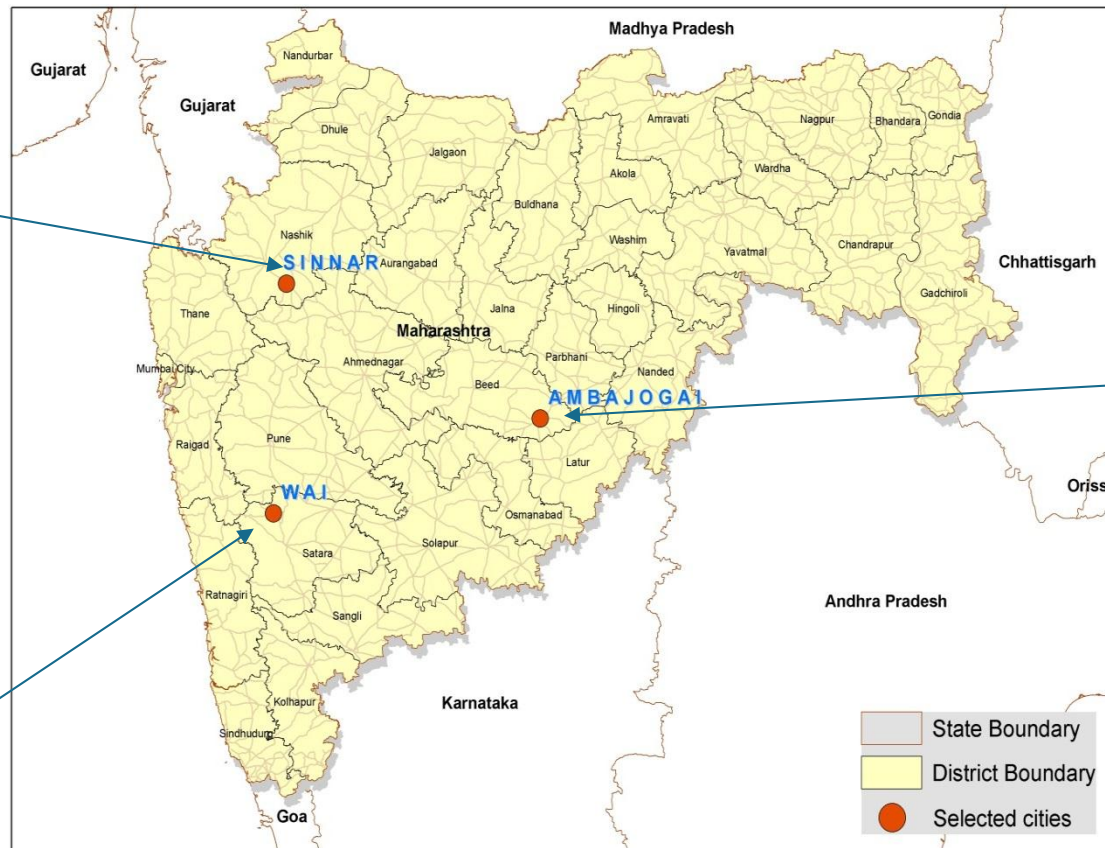 Madhya Pradesh
Gujarat
Nandurbar
Gujarat
Dhule
Jalgaon
Amravati
Nagpur
Bhandara
Gondia
Akola
Wardha
Buldhana
Nashik
Washim
Yavatmal
Chandrapur
SINNAR
Aurangabad
Chhattisgarh
Gadchiroli
Thane
Jalna
Hingoli
Maharashtra
Ahmednagar
Parbhani
Mumbai City
Beed
Nanded
AMBAJOGAI
Raigad
Pune
Latur
Oriss
WAI
Osmanabad
Satara
Solapur
Ratnagiri
Andhra Pradesh
Sangli
Kolhapur
Karnataka
Sindhudurg
State Boundary
District Boundary
Goa
Selected cities